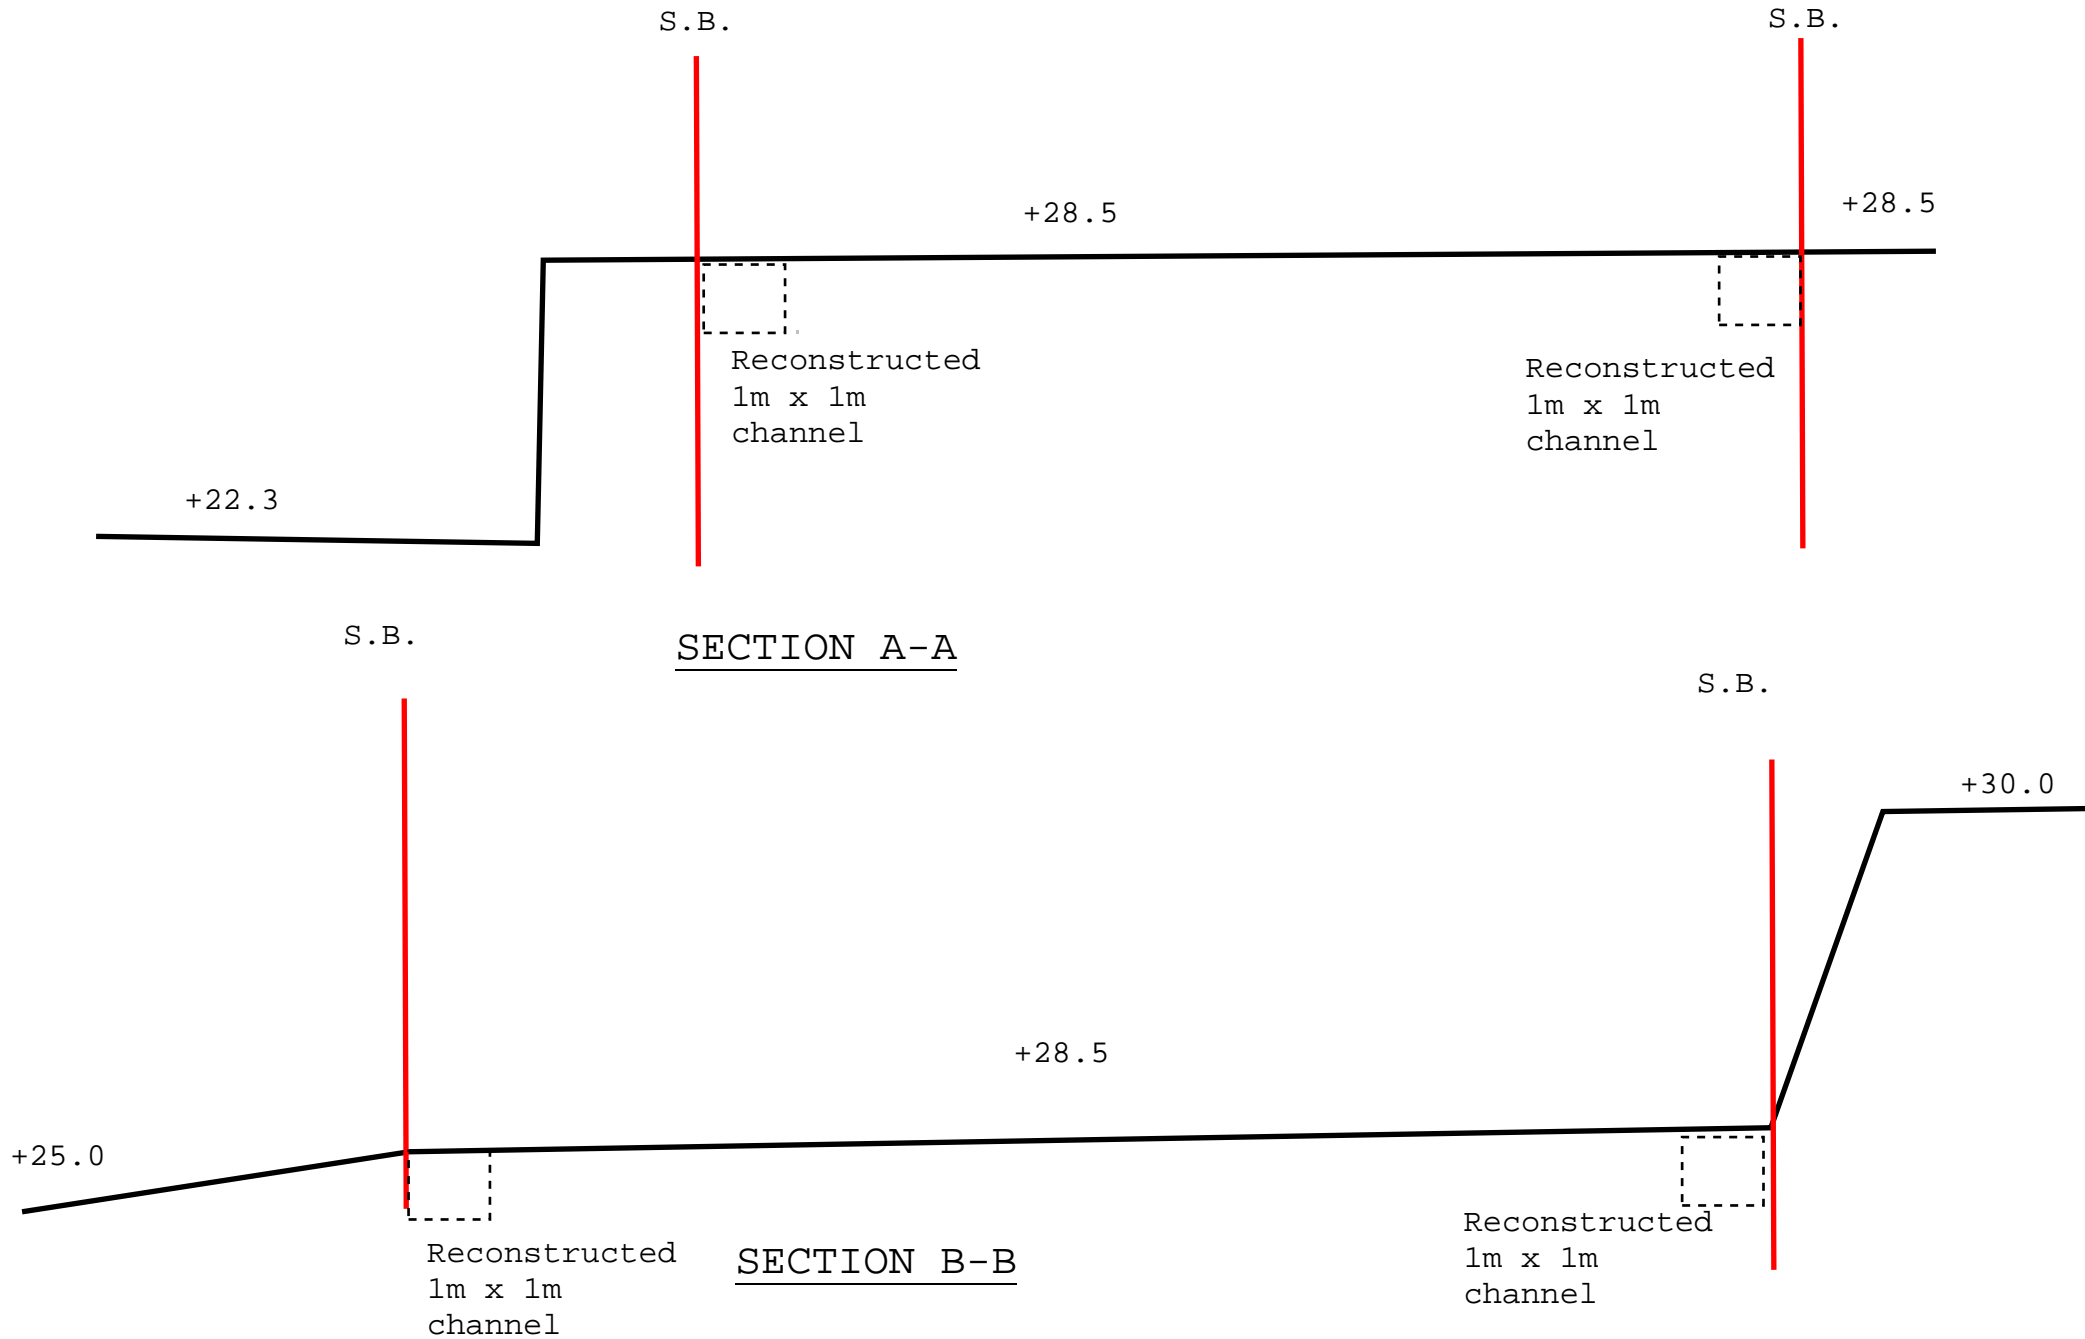 S.B.
S.B.
+28.5
+28.5
Reconstructed
1m x 1m
channel
Reconstructed
1m x 1m
channel
+22.3
SECTION A-A
S.B.
S.B.
+30.0
+28.5
+25.0
Reconstructed
1m x 1m
channel
SECTION B-B
Reconstructed
1m x 1m
channel